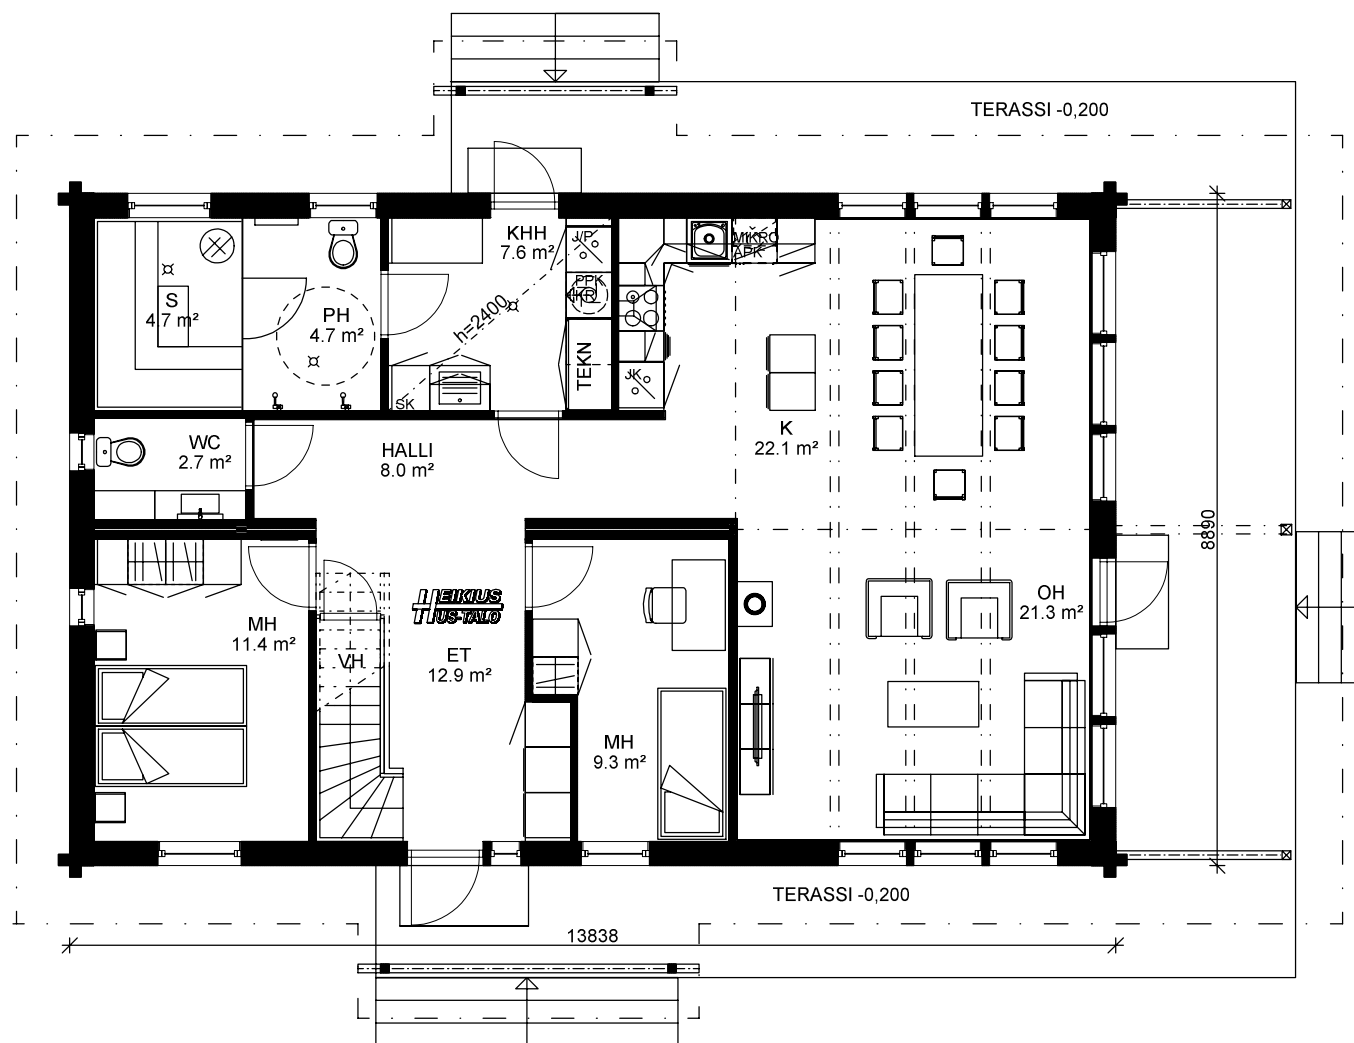 TERASSI -0,200
KHH
7.6 m²
J/P
MIKRO
APK
PPK
KR
S
4.7 m²
PH
4.7 m²
h=2400
TEKN
JK
SK
WC
2.7 m²
HALLI
8.0 m²
K
22.1 m²
8890
HEIKIUS
HUS-TALO
OH
21.3 m²
MH
11.4 m²
VH
ET
12.9 m²
MH
9.3 m²
TERASSI -0,200
13838